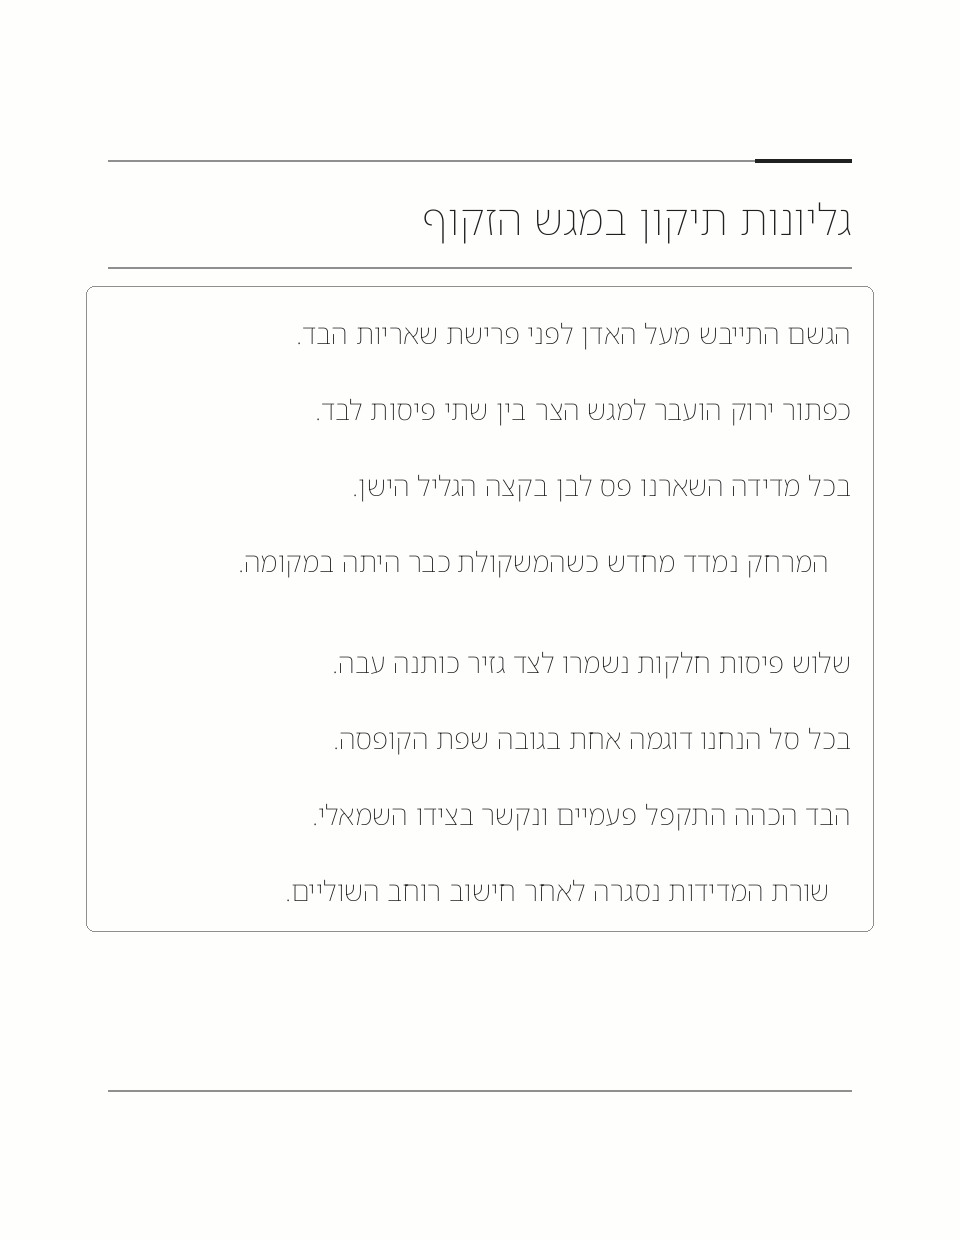 גליונות תיקון במגש הזקוף
הגשם התייבש מעל האדן לפני פרישת שאריות הבד.
כפתור ירוק הועבר למגש הצר בין שתי פיסות לבד.
בכל מדידה השארנו פס לבן בקצה הגליל הישן.
המרחק נמדד מחדש כשהמשקולת כבר היתה במקומה.
שלוש פיסות חלקות נשמרו לצד גזיר כותנה עבה.
בכל סל הנחנו דוגמה אחת בגובה שפת הקופסה.
הבד הכהה התקפל פעמיים ונקשר בצידו השמאלי.
שורת המדידות נסגרה לאחר חישוב רוחב השוליים.